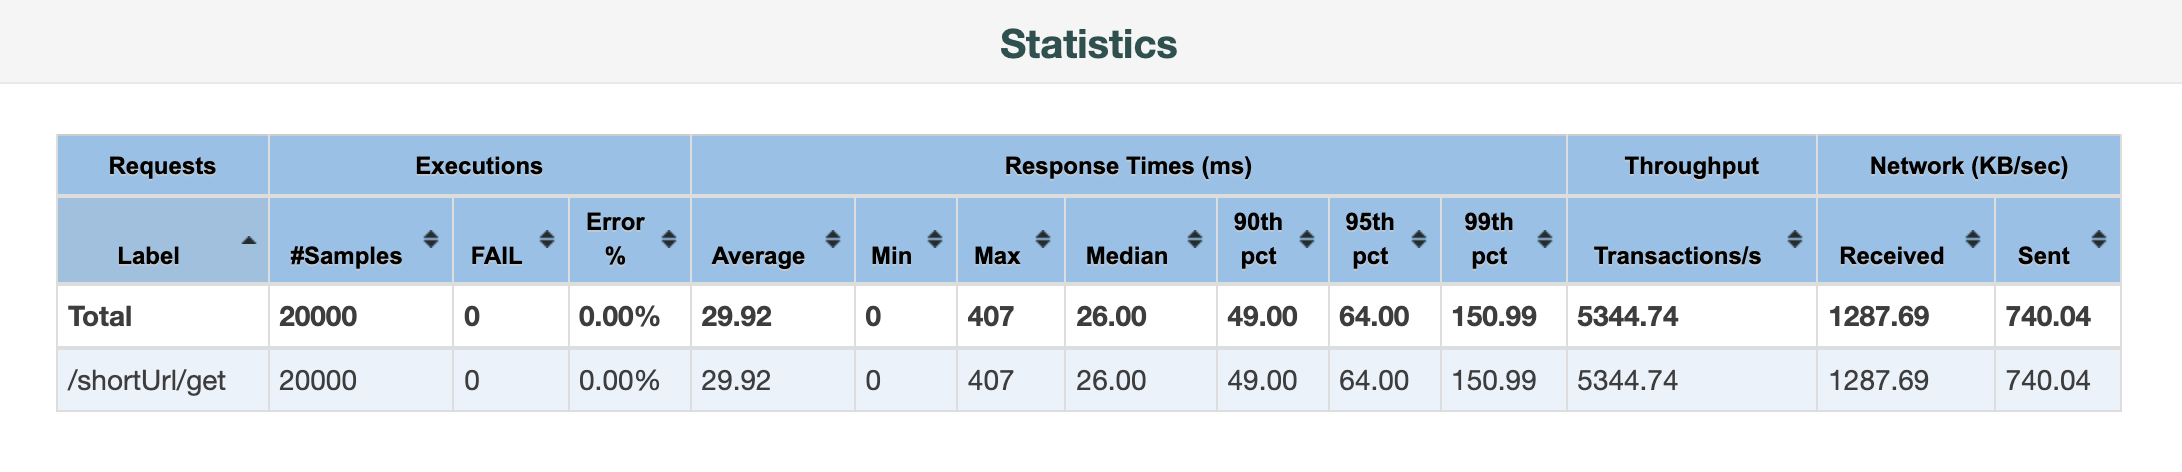 Statistics
Requests Executions Response Times (ms) Throughput Network (KB/sec)
Label #Samples FAIL Error % Average Min Max Median 90th pct 95th pct 99th pct Transactions/s Received Sent
Total 20000 0 0.00% 29.92 0 407 26.00 49.00 64.00 150.99 5344.74 1287.69 740.04
/shortUrl/get 20000 0 0.00% 29.92 0 407 26.00 49.00 64.00 150.99 5344.74 1287.69 740.04